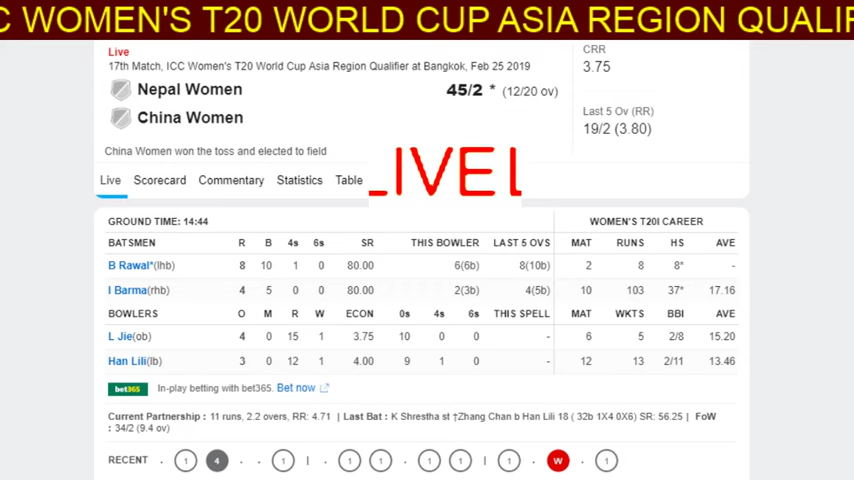 C WOMEN'S T20 WORLD CUP ASIA REGION QUALIF
Live
17th Match, ICC Women's T20 World Cup Asia Region Qualifier at Bangkok, Feb 25 2019
Nepal Women 45/2 * (12/20 ov)
China Women
China Women won the toss and elected to field
CRR
3.75
Last 5 Ov (RR)
19/2 (3.80)
LIVE
Live Scorecard Commentary Statistics Table
GROUND TIME: 14:44 WOMEN'S T20I CAREER
BATSMEN R B 4s 6s SR THIS BOWLER LAST 5 OVS MAT RUNS HS AVE
B Rawal*(lhb) 8 10 1 0 80.00 6(6b) 8(10b) 2 8 8* -
I Barma(rhb) 4 5 0 0 80.00 2(3b) 4(5b) 10 103 37* 17.16
BOWLERS O M R W ECON 0s 4s 6s THIS SPELL MAT WKTS BBI AVE
L Jie(ob) 4 0 15 1 3.75 10 0 0 - 6 5 2/8 15.20
Han Lili(lb) 3 0 12 1 4.00 9 1 0 - 12 13 2/11 13.46
bet365 In-play betting with bet365. Bet now
Current Partnership : 11 runs, 2.2 overs, RR: 4.71 | Last Bat : K Shrestha st †Zhang Chan b Han Lili 18 ( 32b 1X4 0X6) SR: 56.25 | FoW
: 34/2 (9.4 ov)
RECENT . 1 4 . . 1 | . 1 1 . 1 1 | 1 . W . 1